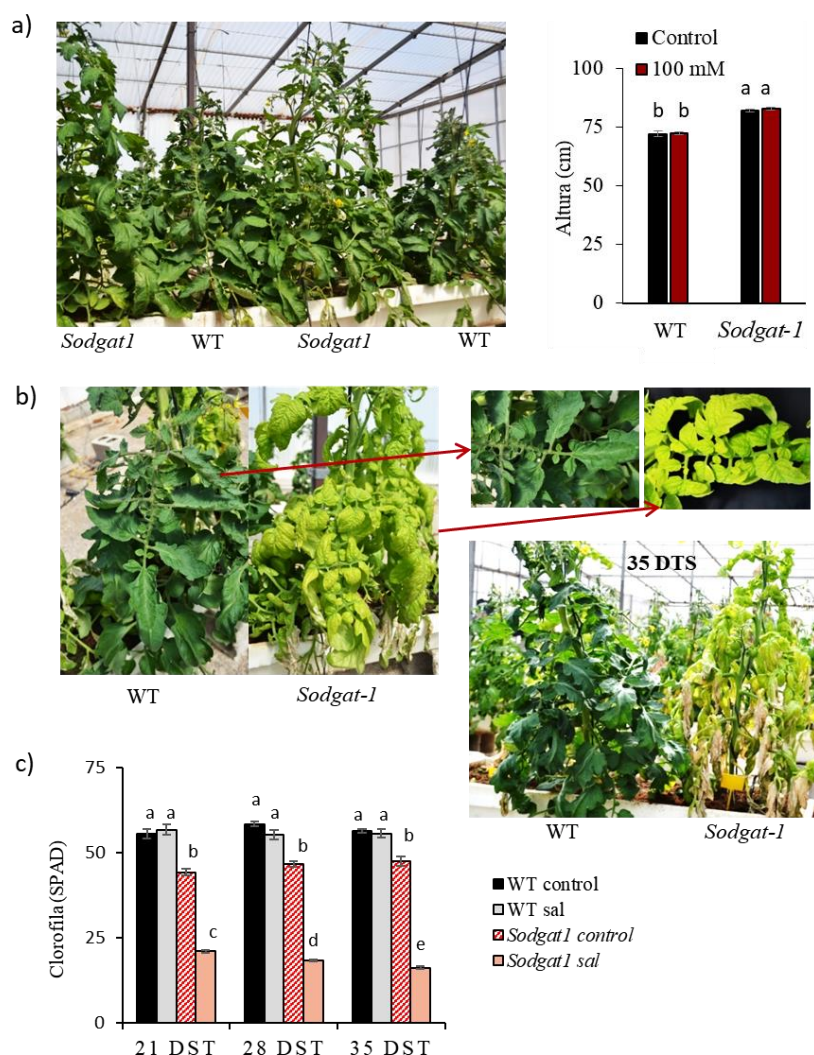 a)
Control
100 mM
100
75
50
25
0
Altura (cm)
b b
a a
WT
Sodgat-1
Sodgat1
WT
Sodgat1
WT
b)
WT
Sodgat-1
35 DTS
WT
Sodgat-1
c)
75
50
25
0
Clorofila (SPAD)
a a b c
a a b d
a a b e
21 DST
28 DST
35 DST
WT control
WT sal
Sodgat1 control
Sodgat1 sal